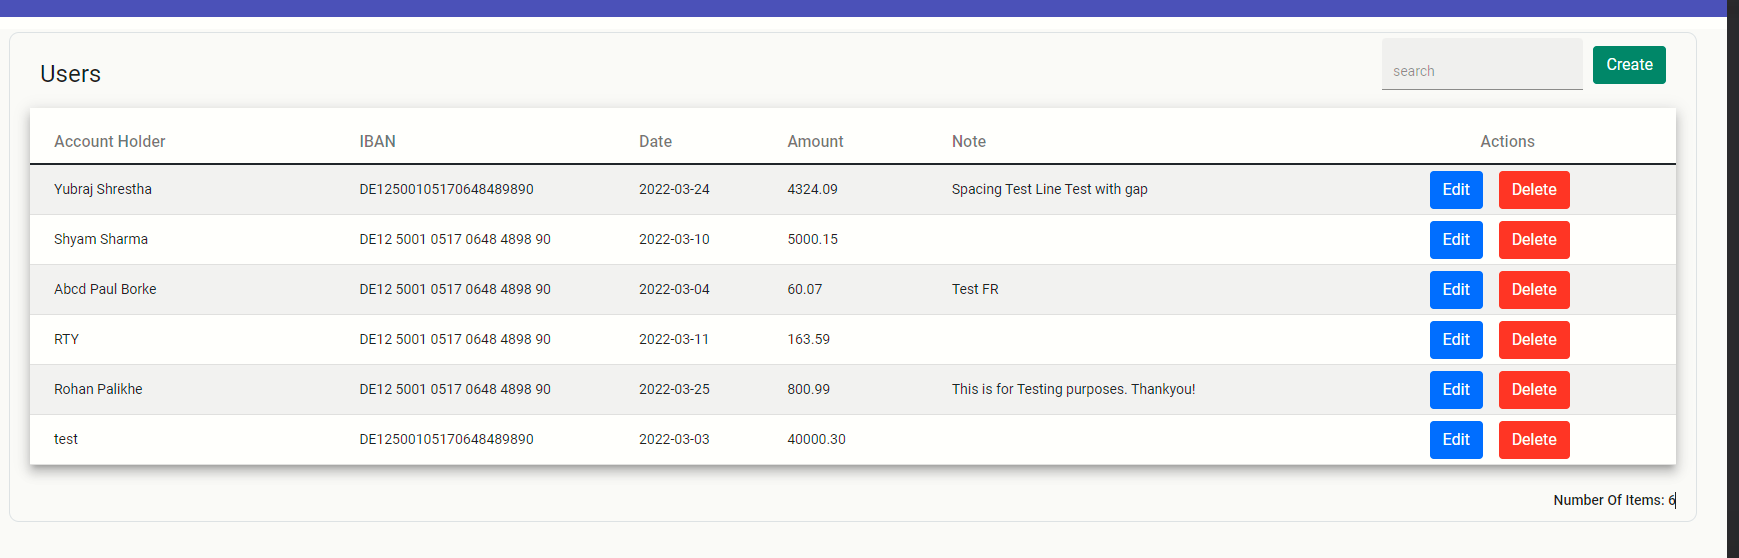 Users
search
Create
Account Holder IBAN Date Amount Note Actions
Yubraj Shrestha DE12500105170648489890 2022-03-24 4324.09 Spacing Test Line Test with gap Edit Delete
Shyam Sharma DE12 5001 0517 0648 4898 90 2022-03-10 5000.15 Edit Delete
Abcd Paul Borke DE12 5001 0517 0648 4898 90 2022-03-04 60.07 Test FR Edit Delete
RTY DE12 5001 0517 0648 4898 90 2022-03-11 163.59 Edit Delete
Rohan Palikhe DE12 5001 0517 0648 4898 90 2022-03-25 800.99 This is for Testing purposes. Thankyou! Edit Delete
test DE12500105170648489890 2022-03-03 40000.30 Edit Delete
Number Of Items: 6